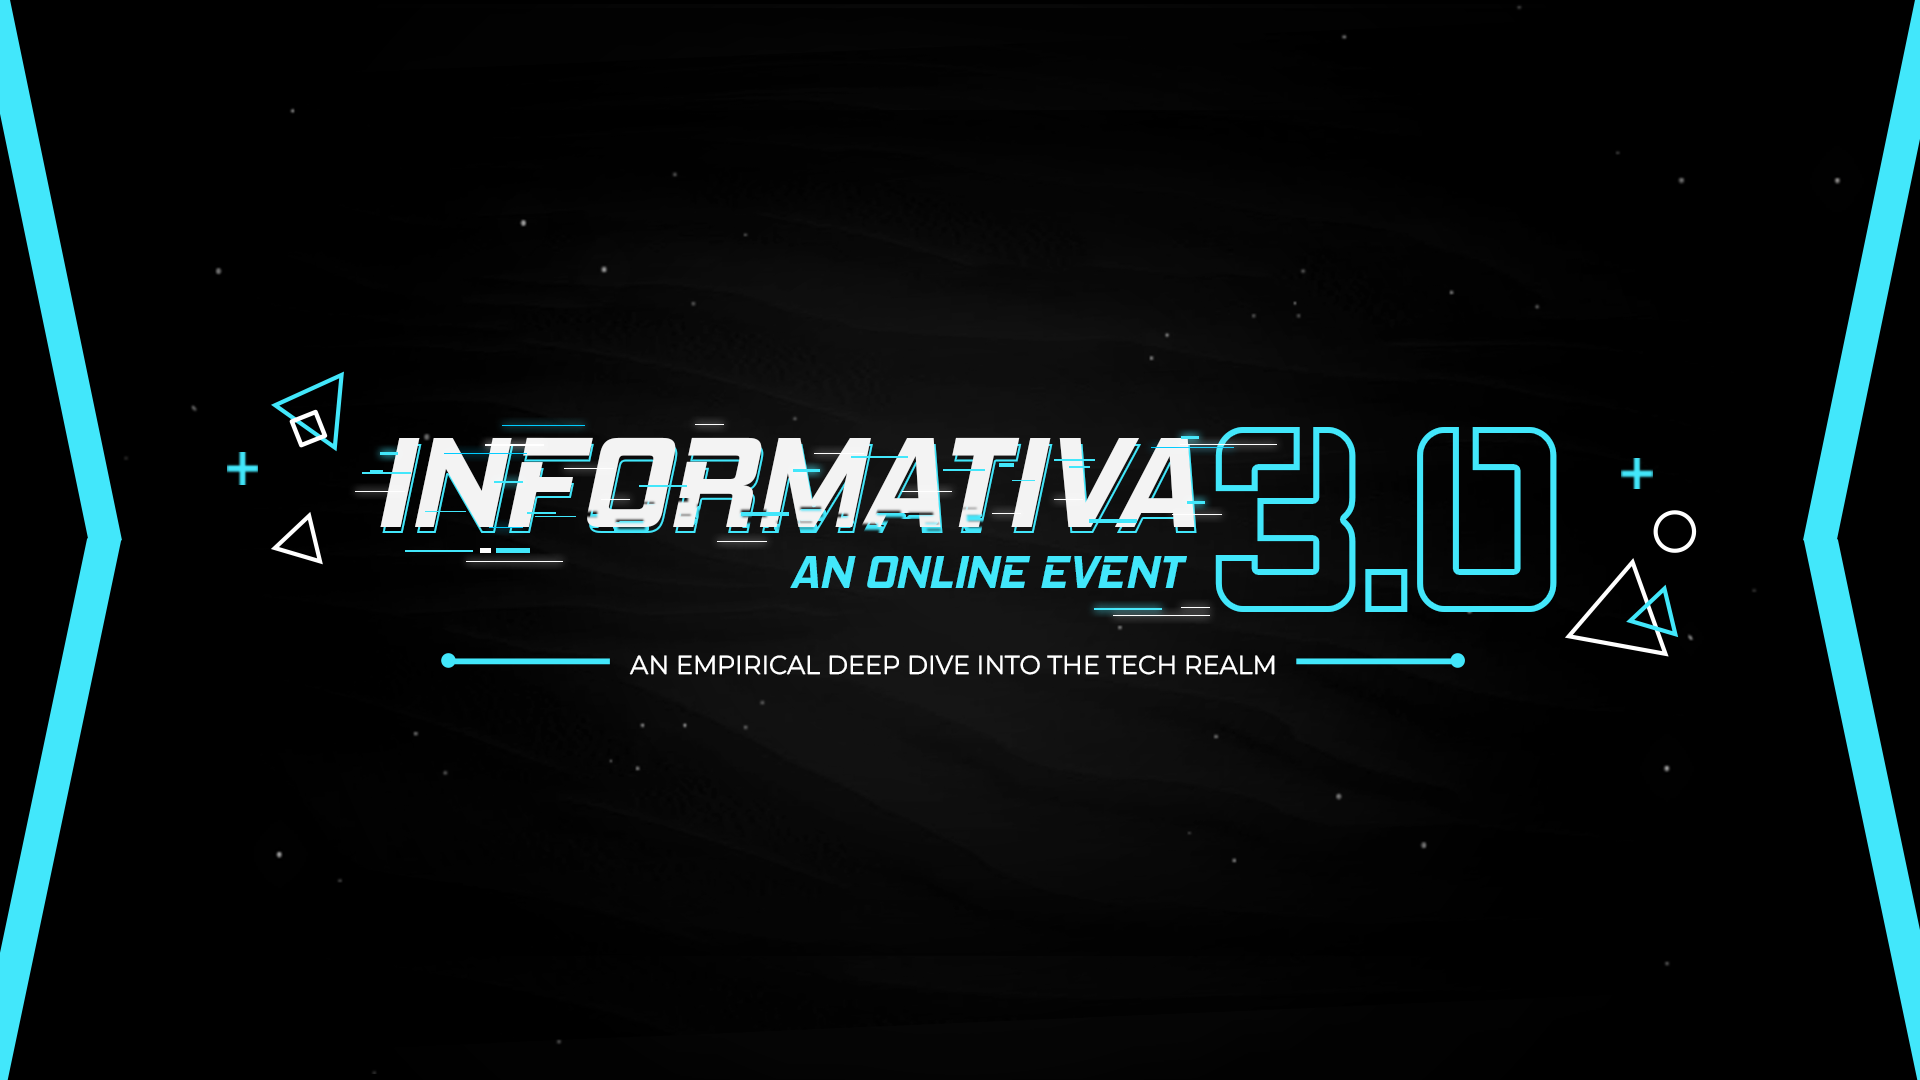 INFORMATIVA 3.0
AN ONLINE EVENT
AN EMPIRICAL DEEP DIVE INTO THE TECH REALM